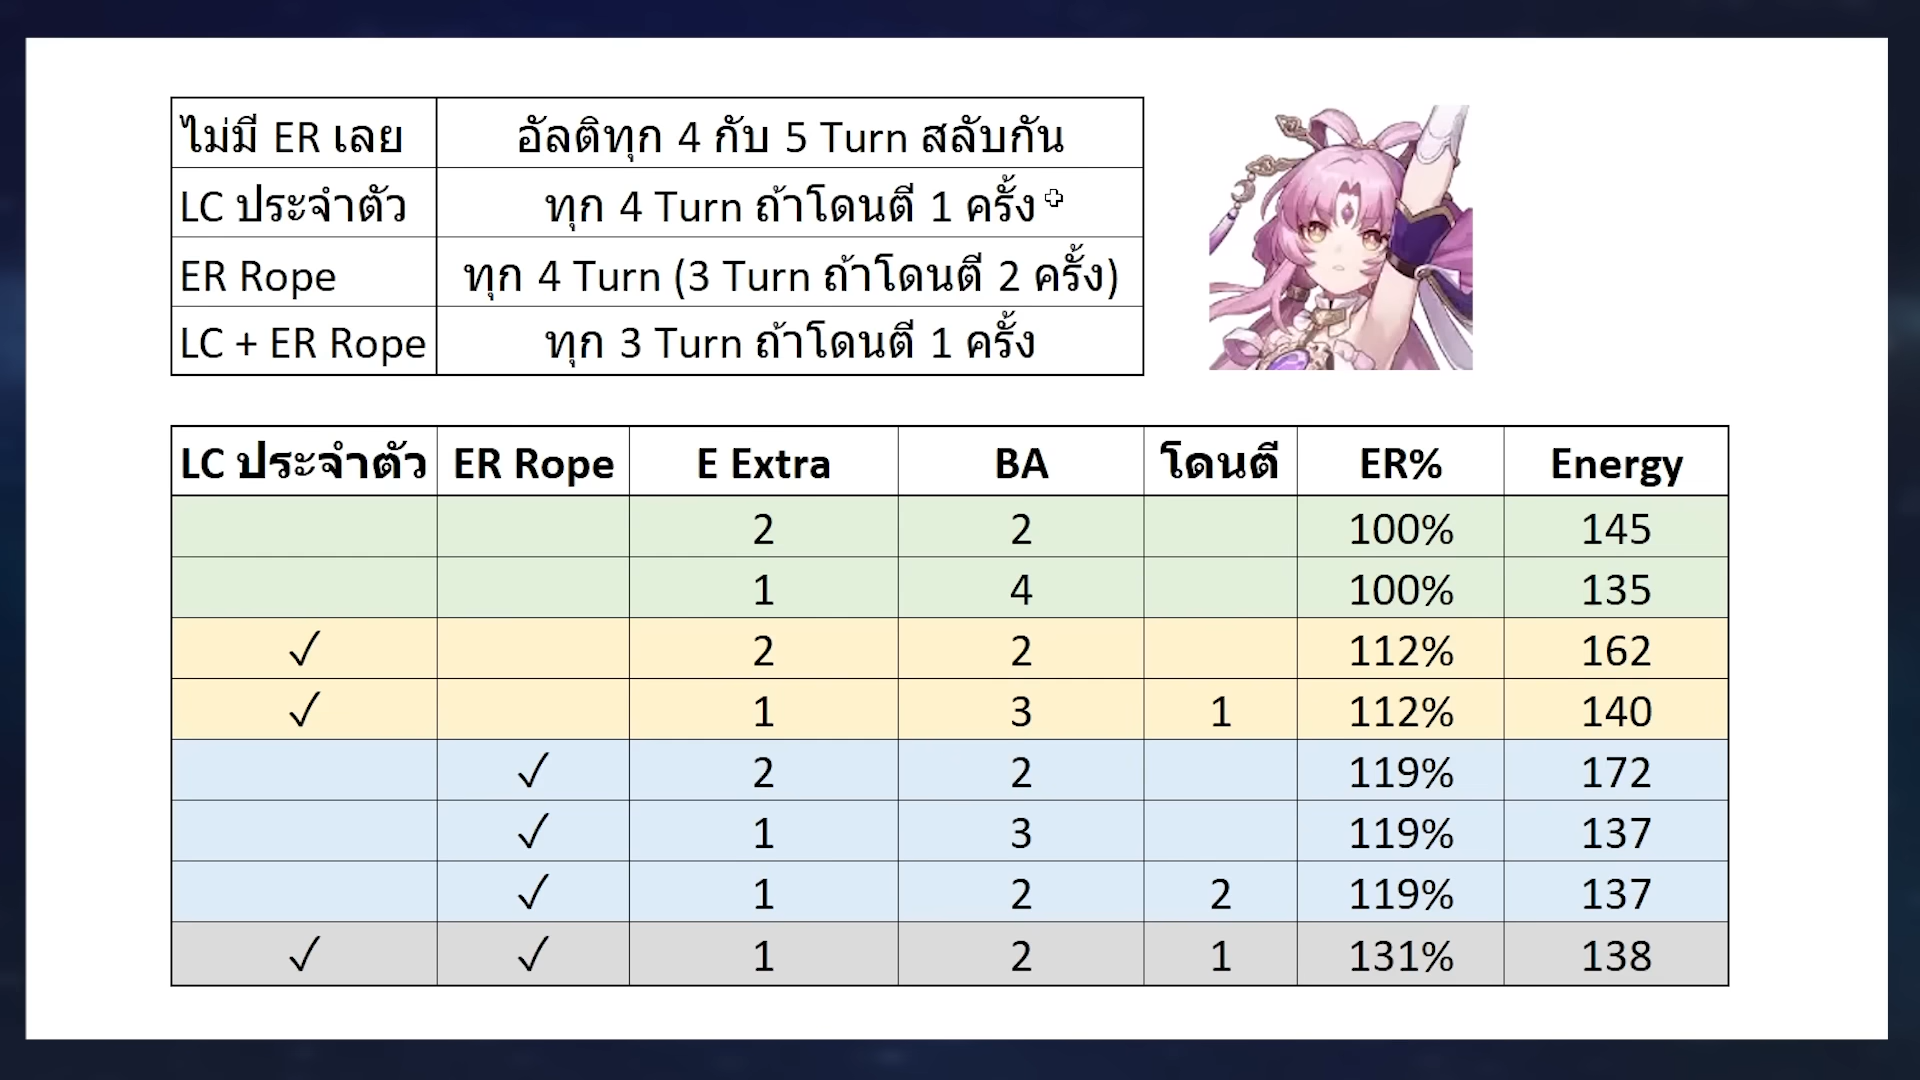 ไม่มี ER เลย อัลติทุก 4 กับ 5 Turn สลับกัน
LC ประจำตัว ทุก 4 Turn ถ้าโดนตี 1 ครั้ง
ER Rope ทุก 4 Turn (3 Turn ถ้าโดนตี 2 ครั้ง)
LC + ER Rope ทุก 3 Turn ถ้าโดนตี 1 ครั้ง
LC ประจำตัว ER Rope E Extra BA โดนตี ER% Energy
2 2 100% 145
1 4 100% 135
✓ 2 2 112% 162
✓ 1 3 1 112% 140
✓ 2 2 119% 172
✓ 1 3 119% 137
✓ 1 2 2 119% 137
✓ ✓ 1 2 1 131% 138